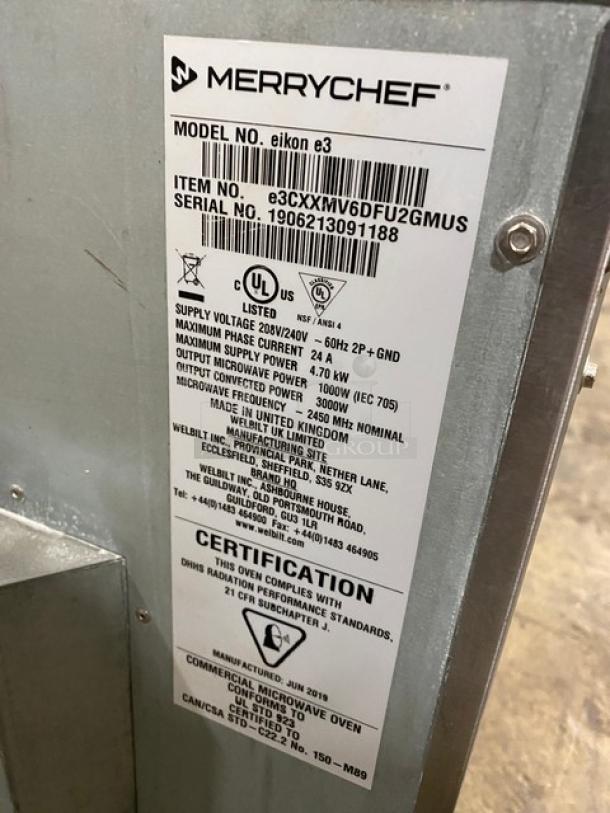 MERRYCHEF®
MODEL NO. eikon e3
ITEM NO. e3CXXMV6DFU2GMUS
SERIAL NO. 1906213091188
C UL US
LISTED
CLASSIFIED
UL
EPH
NSF / ANSI 4
SUPPLY VOLTAGE 208V/240V ~ 60Hz 2P+GND
MAXIMUM PHASE CURRENT 24 A
MAXIMUM SUPPLY POWER 4.70 kW
OUTPUT MICROWAVE POWER 1000W (IEC 705)
OUTPUT CONVECTED POWER 3000W
MICROWAVE FREQUENCY ~ 2450 MHz NOMINAL
MADE IN UNITED KINGDOM
WELBILT UK LIMITED
MANUFACTURING SITE
WELBILT INC., PROVINCIAL PARK, NETHER LANE,
ECCLESFIELD, SHEFFIELD, S35 9ZX
BRAND HQ
WELBILT INC., ASHBOURNE HOUSE,
THE GUILDWAY, OLD PORTSMOUTH ROAD,
GUILDFORD, GU3 1LR
Tel: +44(0)1483 464900 Fax: +44(0)1483 464905
www.welbilt.com
CERTIFICATION
THIS OVEN COMPLIES WITH
DHHS RADIATION PERFORMANCE STANDARDS,
21 CFR SUBCHAPTER J.
MANUFACTURED: JUN 2019
COMMERCIAL MICROWAVE OVEN
CONFORMS TO
UL STD 923
CERTIFIED TO
CAN/CSA STD-C22.2 No. 150-M89
GROUP